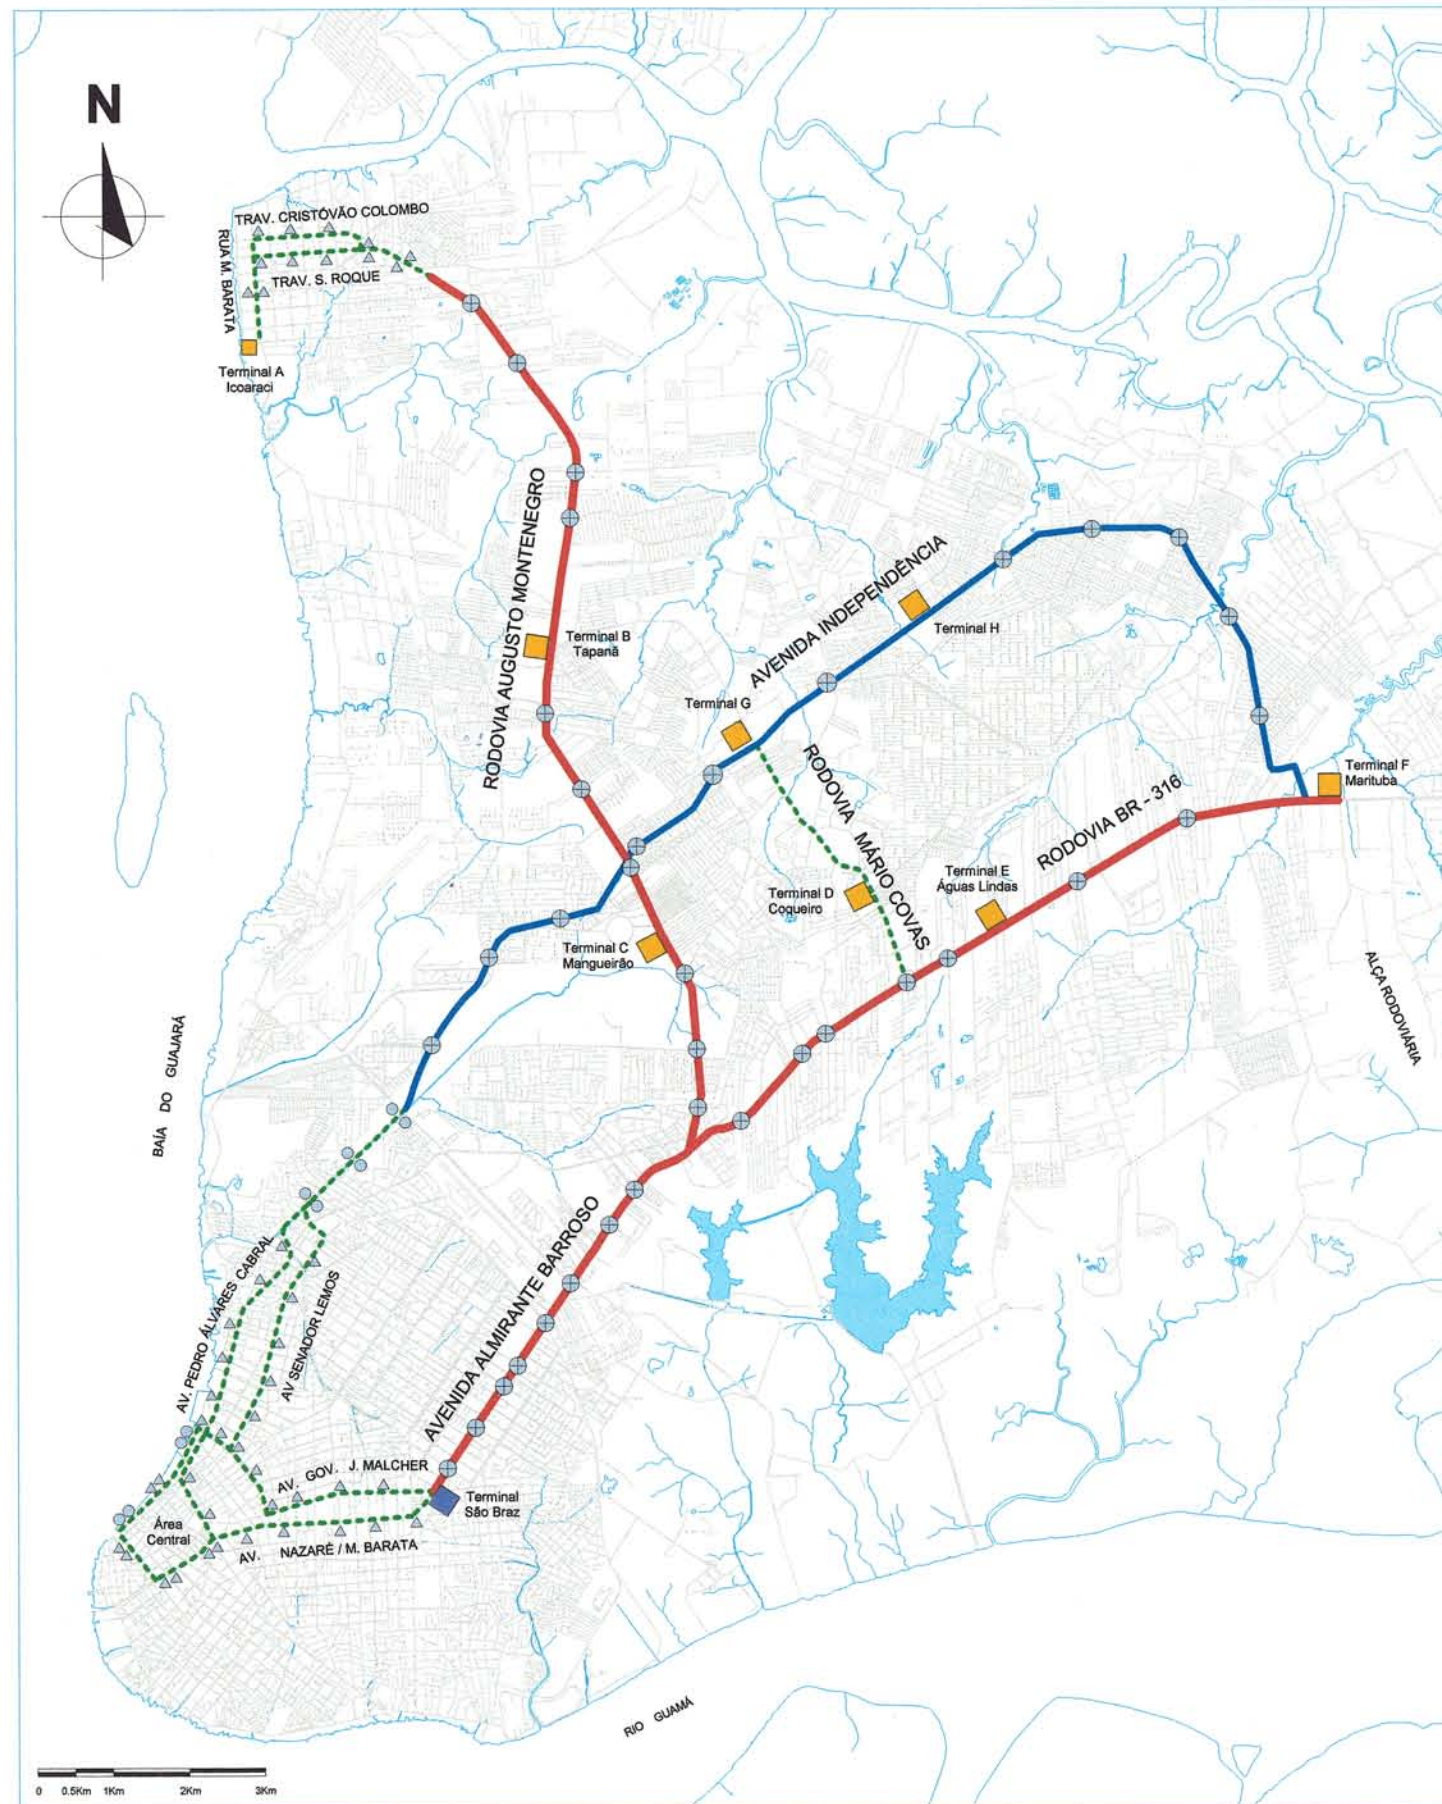 N
TRAV. CRISTÓVÃO COLOMBO
RUA M. BARATA
TRAV. S. ROQUE
Terminal A
Icoaraci
RODOVIA AUGUSTO MONTENEGRO
Terminal B
Tapanã
AVENIDA INDEPENDÊNCIA
Terminal H
Terminal G
RODOVIA MÁRIO COVAS
Terminal F
Marituba
RODOVIA BR - 316
Terminal E
Águas Lindas
Terminal D
Coqueiro
Terminal C
Mangueirão
ALÇA RODOVIÁRIA
BAÍA DO GUAJARÁ
AV. PEDRO ÁLVARES CABRAL
AV SENADOR LEMOS
AVENIDA ALMIRANTE BARROSO
AV. GOV. J. MALCHER
Terminal
São Braz
Área
Central
AV. NAZARÉ / M. BARATA
RIO GUAMÁ
0 0.5Km 1Km 2Km 3Km